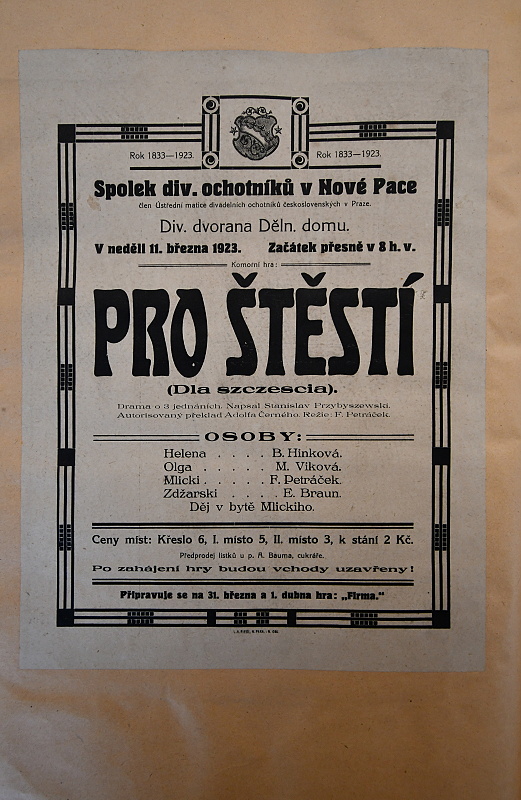 Rok 1833—1923.
Rok 1833—1923.
Spolek div. ochotníků v Nové Pace
člen Ústřední matice divadelních ochotníků československých v Praze.
Div. dvorana Děln. domu.
V neděli 11. března 1923. Začátek přesně v 8 h. v.
Komorní hra:
PRO ŠTĚSTÍ
(Dla szczescia).
Drama o 3 jednáních. Napsal Stanislav Przybyszewski.
Autorisovaný překlad Adolfa Černého. Režie: F. Petráček.
OSOBY:
Helena . . . . B. Hinková.
Olga . . . . . M. Víková.
Mlicki . . . . F. Petráček.
Zdžarski . . . . E. Braun.
Děj v bytě Mlickiho.
Ceny míst: Křeslo 6, I. místo 5, II. místo 3, k stání 2 Kč.
Předprodej lístků u p. A. Bauma, cukráře.
Po zahájení hry budou vchody uzavřeny!
Připravuje se na 31. března a 1. dubna hra: „Firma.“